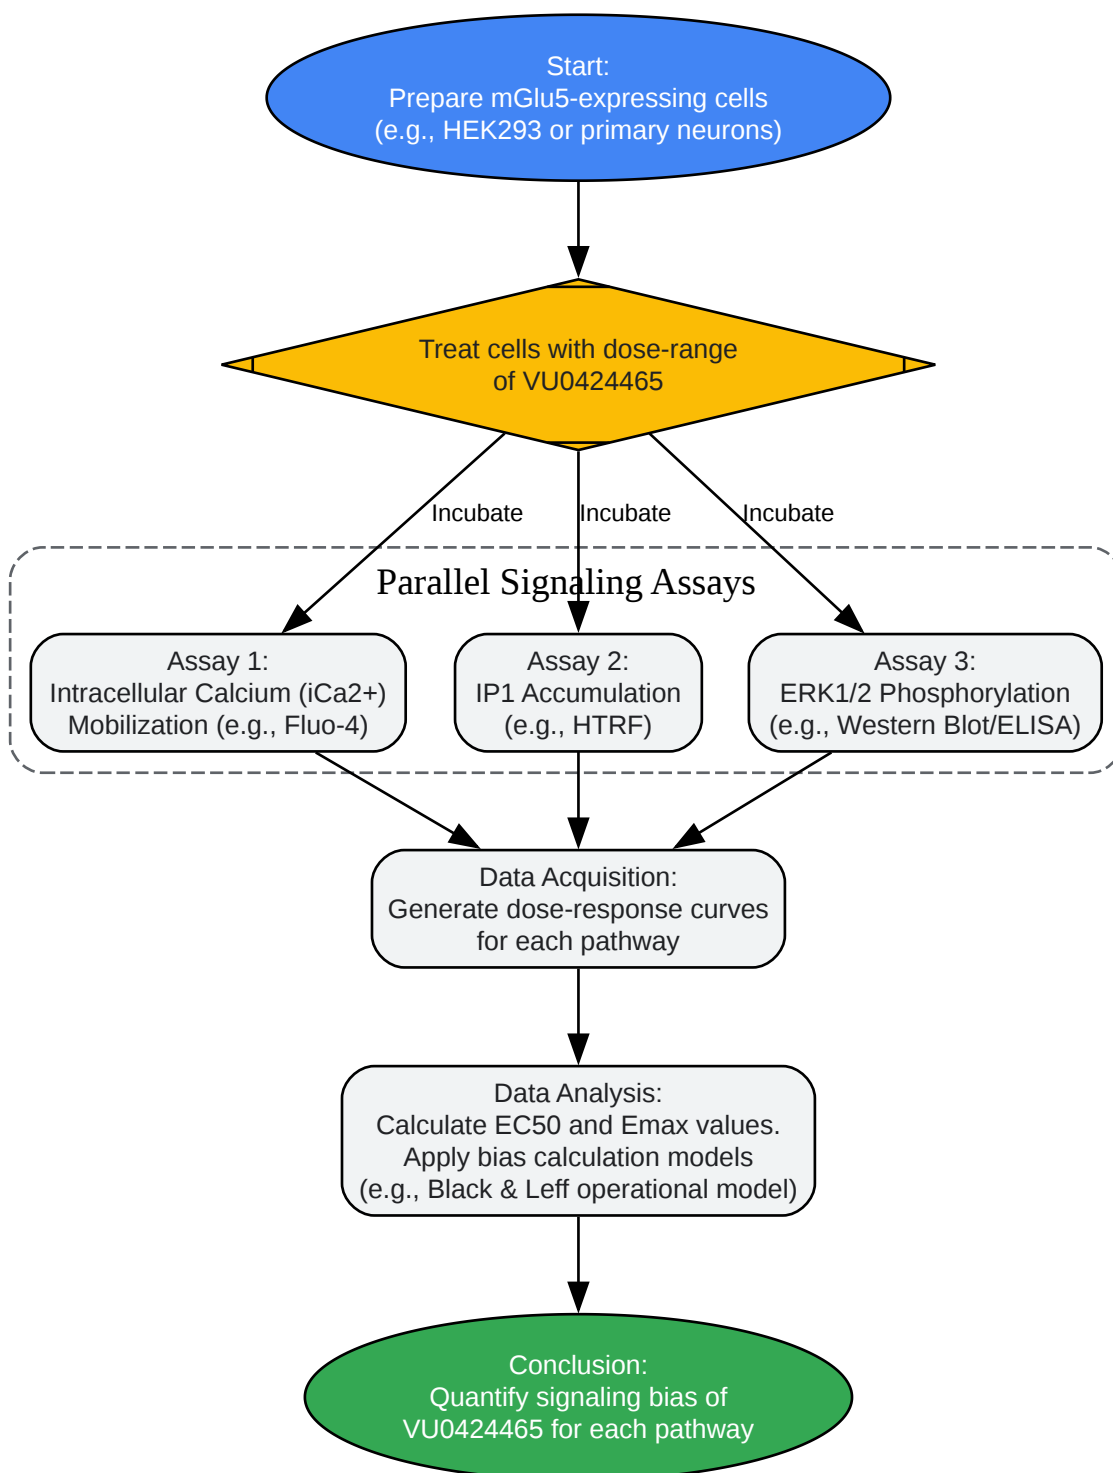 Start:
Prepare mGlu5-expressing cells
(e.g., HEK293 or primary neurons)
Treat cells with dose-range
of VU0424465
Incubate
Incubate
Incubate
Parallel Signaling Assays
Assay 1:
Intracellular Calcium (iCa2+)
Mobilization (e.g., Fluo-4)
Assay 2:
IP1 Accumulation
(e.g., HTRF)
Assay 3:
ERK1/2 Phosphorylation
(e.g., Western Blot/ELISA)
Data Acquisition:
Generate dose-response curves
for each pathway
Data Analysis:
Calculate EC50 and Emax values.
Apply bias calculation models
(e.g., Black & Leff operational model)
Conclusion:
Quantify signaling bias of
VU0424465 for each pathway